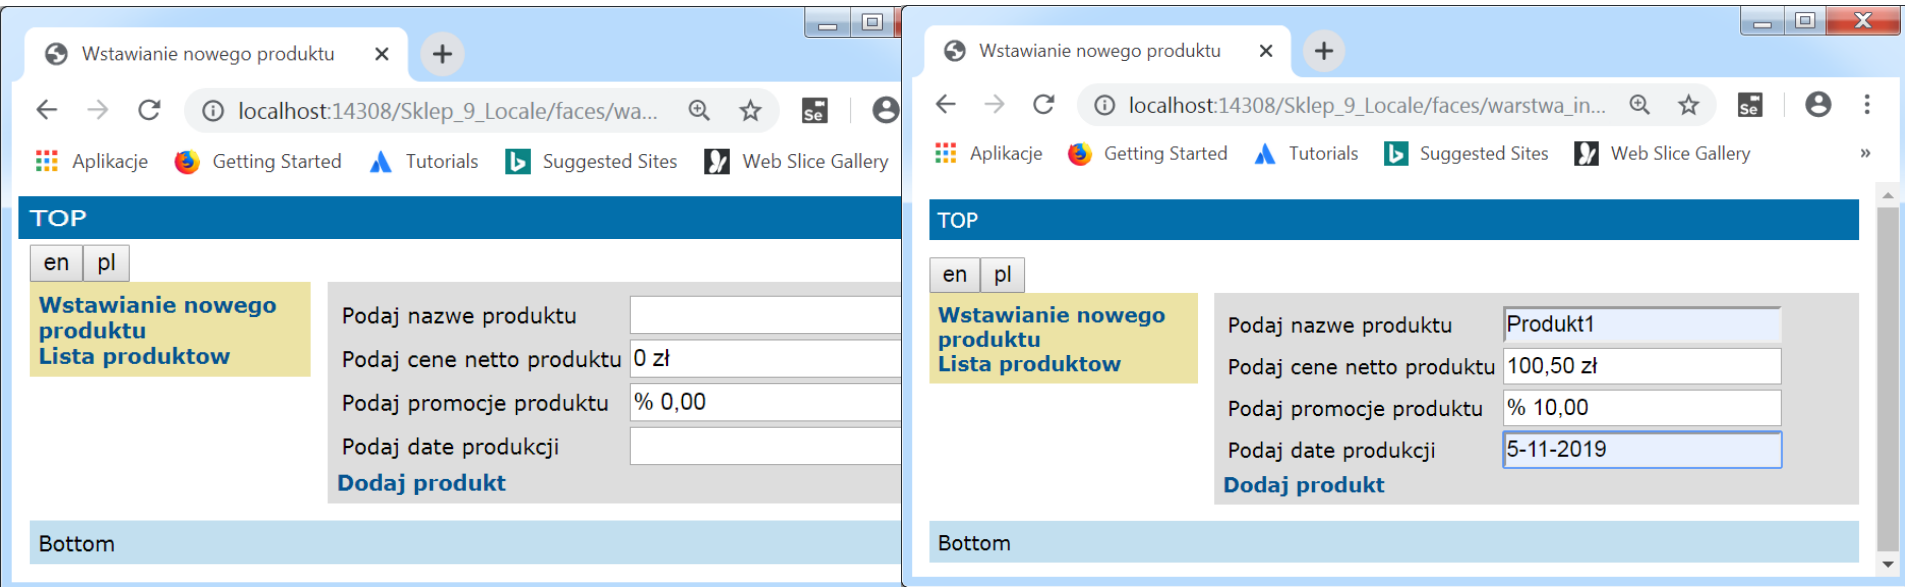 Wstawianie nowego produktu
localhost:14308/Sklep_9_Locale/faces/wa...
Se
Aplikacje Getting Started Tutorials Suggested Sites Web Slice Gallery
TOP
en pl
Wstawianie nowego
produktu
Lista produktow
Podaj nazwe produktu
Podaj cene netto produktu 0 zł
Podaj promocje produktu % 0,00
Podaj date produkcji
Dodaj produkt
Bottom
Wstawianie nowego produktu
localhost:14308/Sklep_9_Locale/faces/warstwa_in...
Se
Aplikacje Getting Started Tutorials Suggested Sites Web Slice Gallery »
TOP
en pl
Wstawianie nowego
produktu
Lista produktow
Podaj nazwe produktu Produkt1
Podaj cene netto produktu 100,50 zł
Podaj promocje produktu % 10,00
Podaj date produkcji 5-11-2019
Dodaj produkt
Bottom